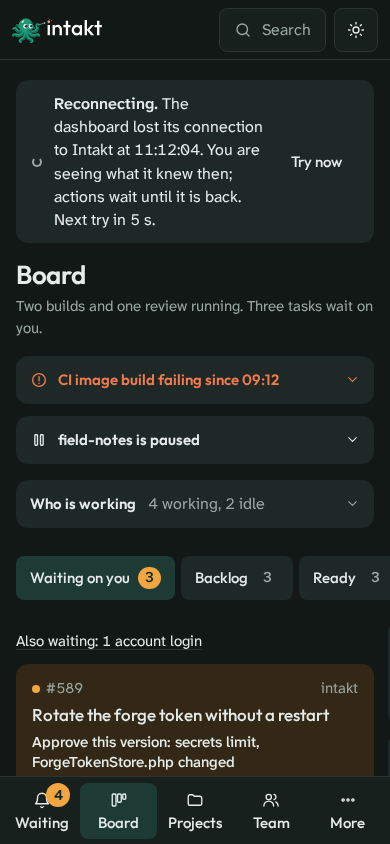 intakt
Search
Reconnecting. The
dashboard lost its connection
to Intakt at 11:12:04. You are
seeing what it knew then;
actions wait until it is back.
Next try in 5 s.
Try now
Board
Two builds and one review running. Three tasks wait on
you.
CI image build failing since 09:12
field-notes is paused
Who is working 4 working, 2 idle
Waiting on you 3 Backlog 3 Ready 3
Also waiting: 1 account login
#589 intakt
Rotate the forge token without a restart
Approve this version: secrets limit,
ForgeTokenStore.php changed
4
Waiting Board Projects Team More